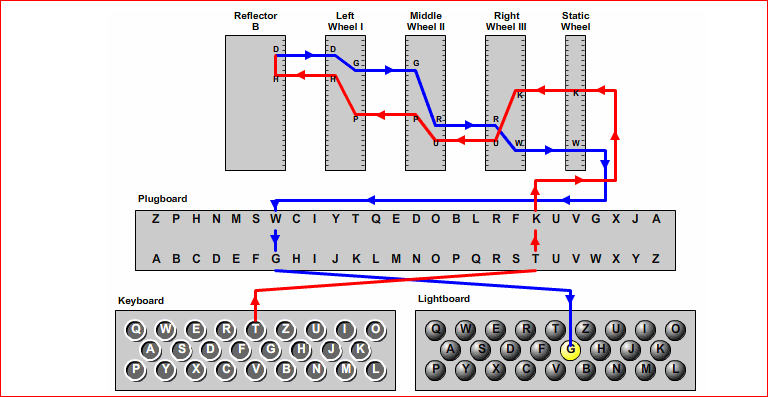 Reflector B
Left Wheel I
Middle Wheel II
Right Wheel III
Static Wheel
D D
G G
H H
K K
P P R R
U U W W
Plugboard
Z P H N M S W C I Y T Q E D O B L R F K U V G X J A
A B C D E F G H I J K L M N O P Q R S T U V W X Y Z
Keyboard
Q W E R T Z U I O
A S D F G H J K
P Y X C V B N M L
Lightboard
Q W E R T Z U I O
A S D F G H J K
P Y X C V B N M L